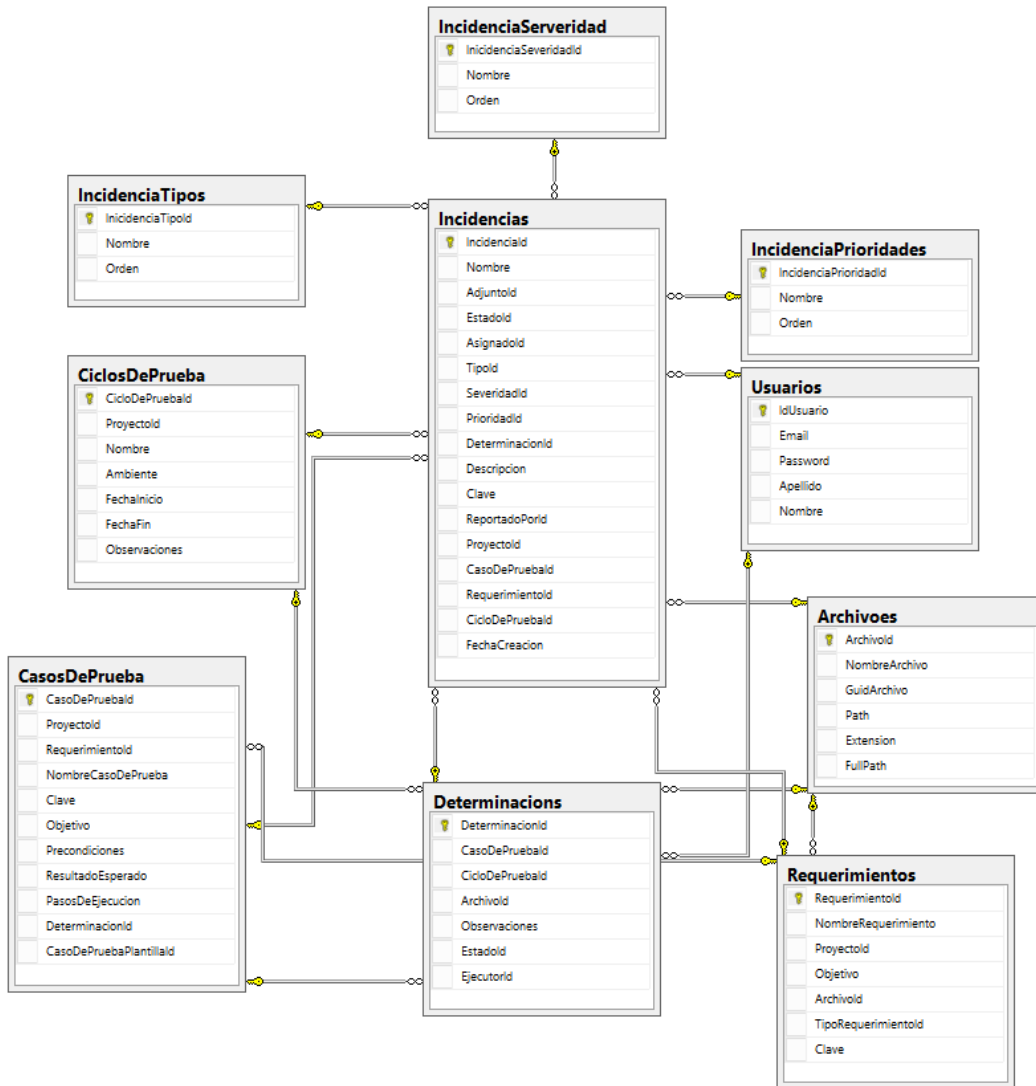 IncidenciaServeridad
InicidenciaSeveridadId
Nombre
Orden
IncidenciaTipos
InicidenciaTipoId
Nombre
Orden
Incidencias
IncidenciaId
Nombre
AdjuntoId
EstadoId
AsignadoId
TipoId
SeveridadId
PrioridadId
DeterminacionId
Descripcion
Clave
ReportadoPorId
ProyectoId
CasoDePruebaId
RequerimientoId
CicloDePruebaId
FechaCreacion
IncidenciaPrioridades
IncidenciaPrioridadId
Nombre
Orden
CiclosDePrueba
CicloDePruebaId
ProyectoId
Nombre
Ambiente
FechaInicio
FechaFin
Observaciones
Usuarios
IdUsuario
Email
Password
Apellido
Nombre
Archivoes
ArchivoId
NombreArchivo
GuidArchivo
Path
Extension
FullPath
CasosDePrueba
CasoDePruebaId
ProyectoId
RequerimientoId
NombreCasoDePrueba
Clave
Objetivo
Precondiciones
ResultadoEsperado
PasosDeEjecucion
DeterminacionId
CasoDePruebaPlantillaId
Determinacions
DeterminacionId
CasoDePruebaId
CicloDePruebaId
ArchivoId
Observaciones
EstadoId
EjecutorId
Requerimientos
RequerimientoId
NombreRequerimiento
ProyectoId
Objetivo
ArchivoId
TipoRequerimientoId
Clave